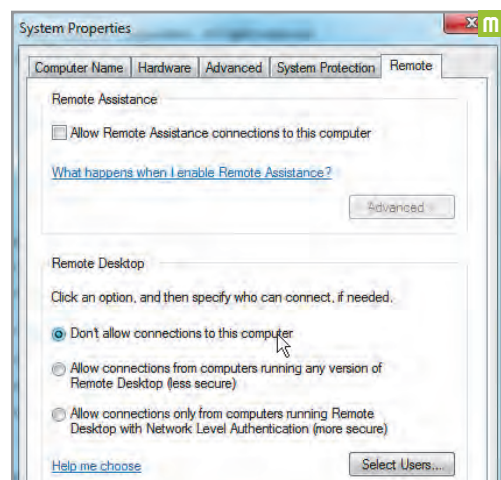 System Properties
m
Computer Name Hardware Advanced System Protection Remote
Remote Assistance
Allow Remote Assistance connections to this computer
What happens when I enable Remote Assistance?
Advanced...
Remote Desktop
Click an option, and then specify who can connect, if needed.
Don't allow connections to this computer
Allow connections from computers running any version of
Remote Desktop (less secure)
Allow connections only from computers running Remote
Desktop with Network Level Authentication (more secure)
Help me choose Select Users...